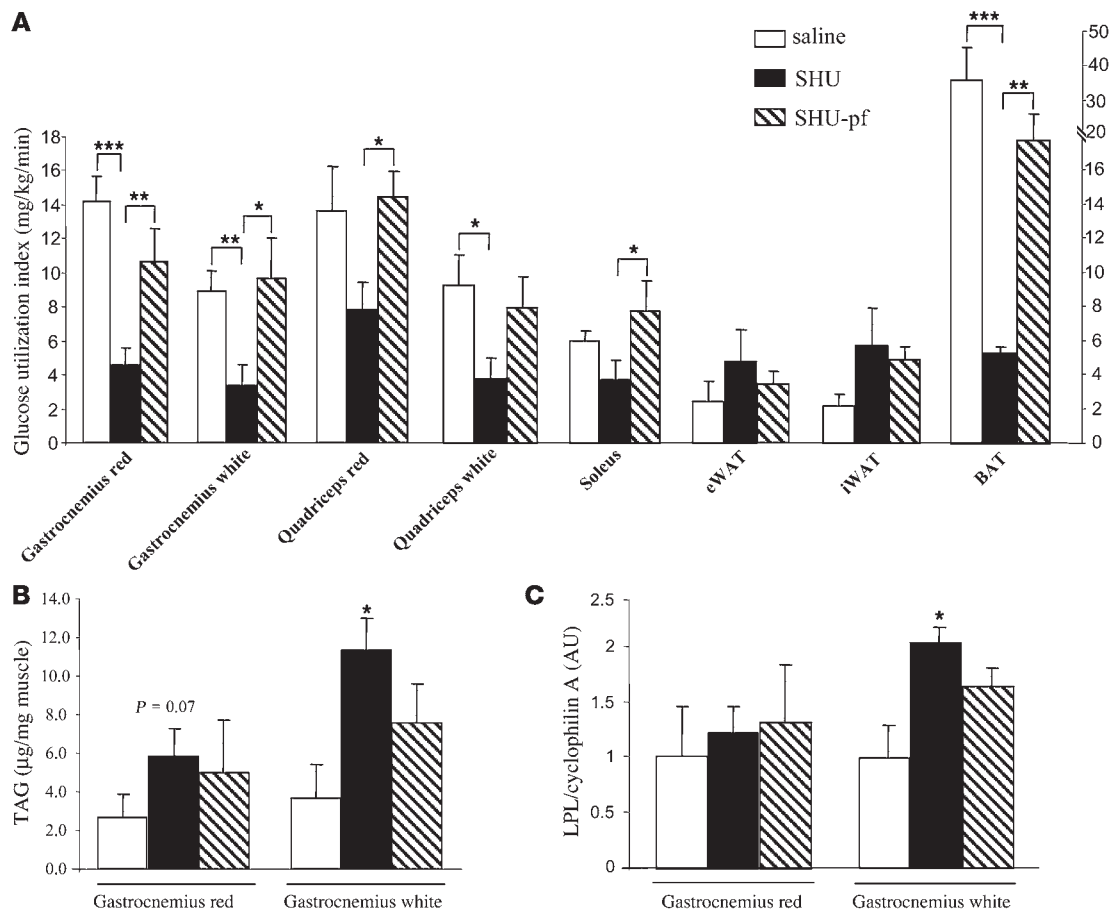 A
saline
SHU
SHU-pf
Glucose utilization index (mg/kg/min)
18
16
14
12
10
8
6
4
2
0
50
40
30
20
16
14
12
10
8
6
4
2
0
***
**
**
*
*
*
*
***
**
Gastrocnemius red
Gastrocnemius white
Quadriceps red
Quadriceps white
Soleus
eWAT
iWAT
BAT
B
TAG (µg/mg muscle)
14.0
12.0
10.0
8.0
6.0
4.0
2.0
0.0
P = 0.07
*
Gastrocnemius red
Gastrocnemius white
C
LPL/cyclophilin A (AU)
2.5
2
1.5
1
0.5
0
*
Gastrocnemius red
Gastrocnemius white